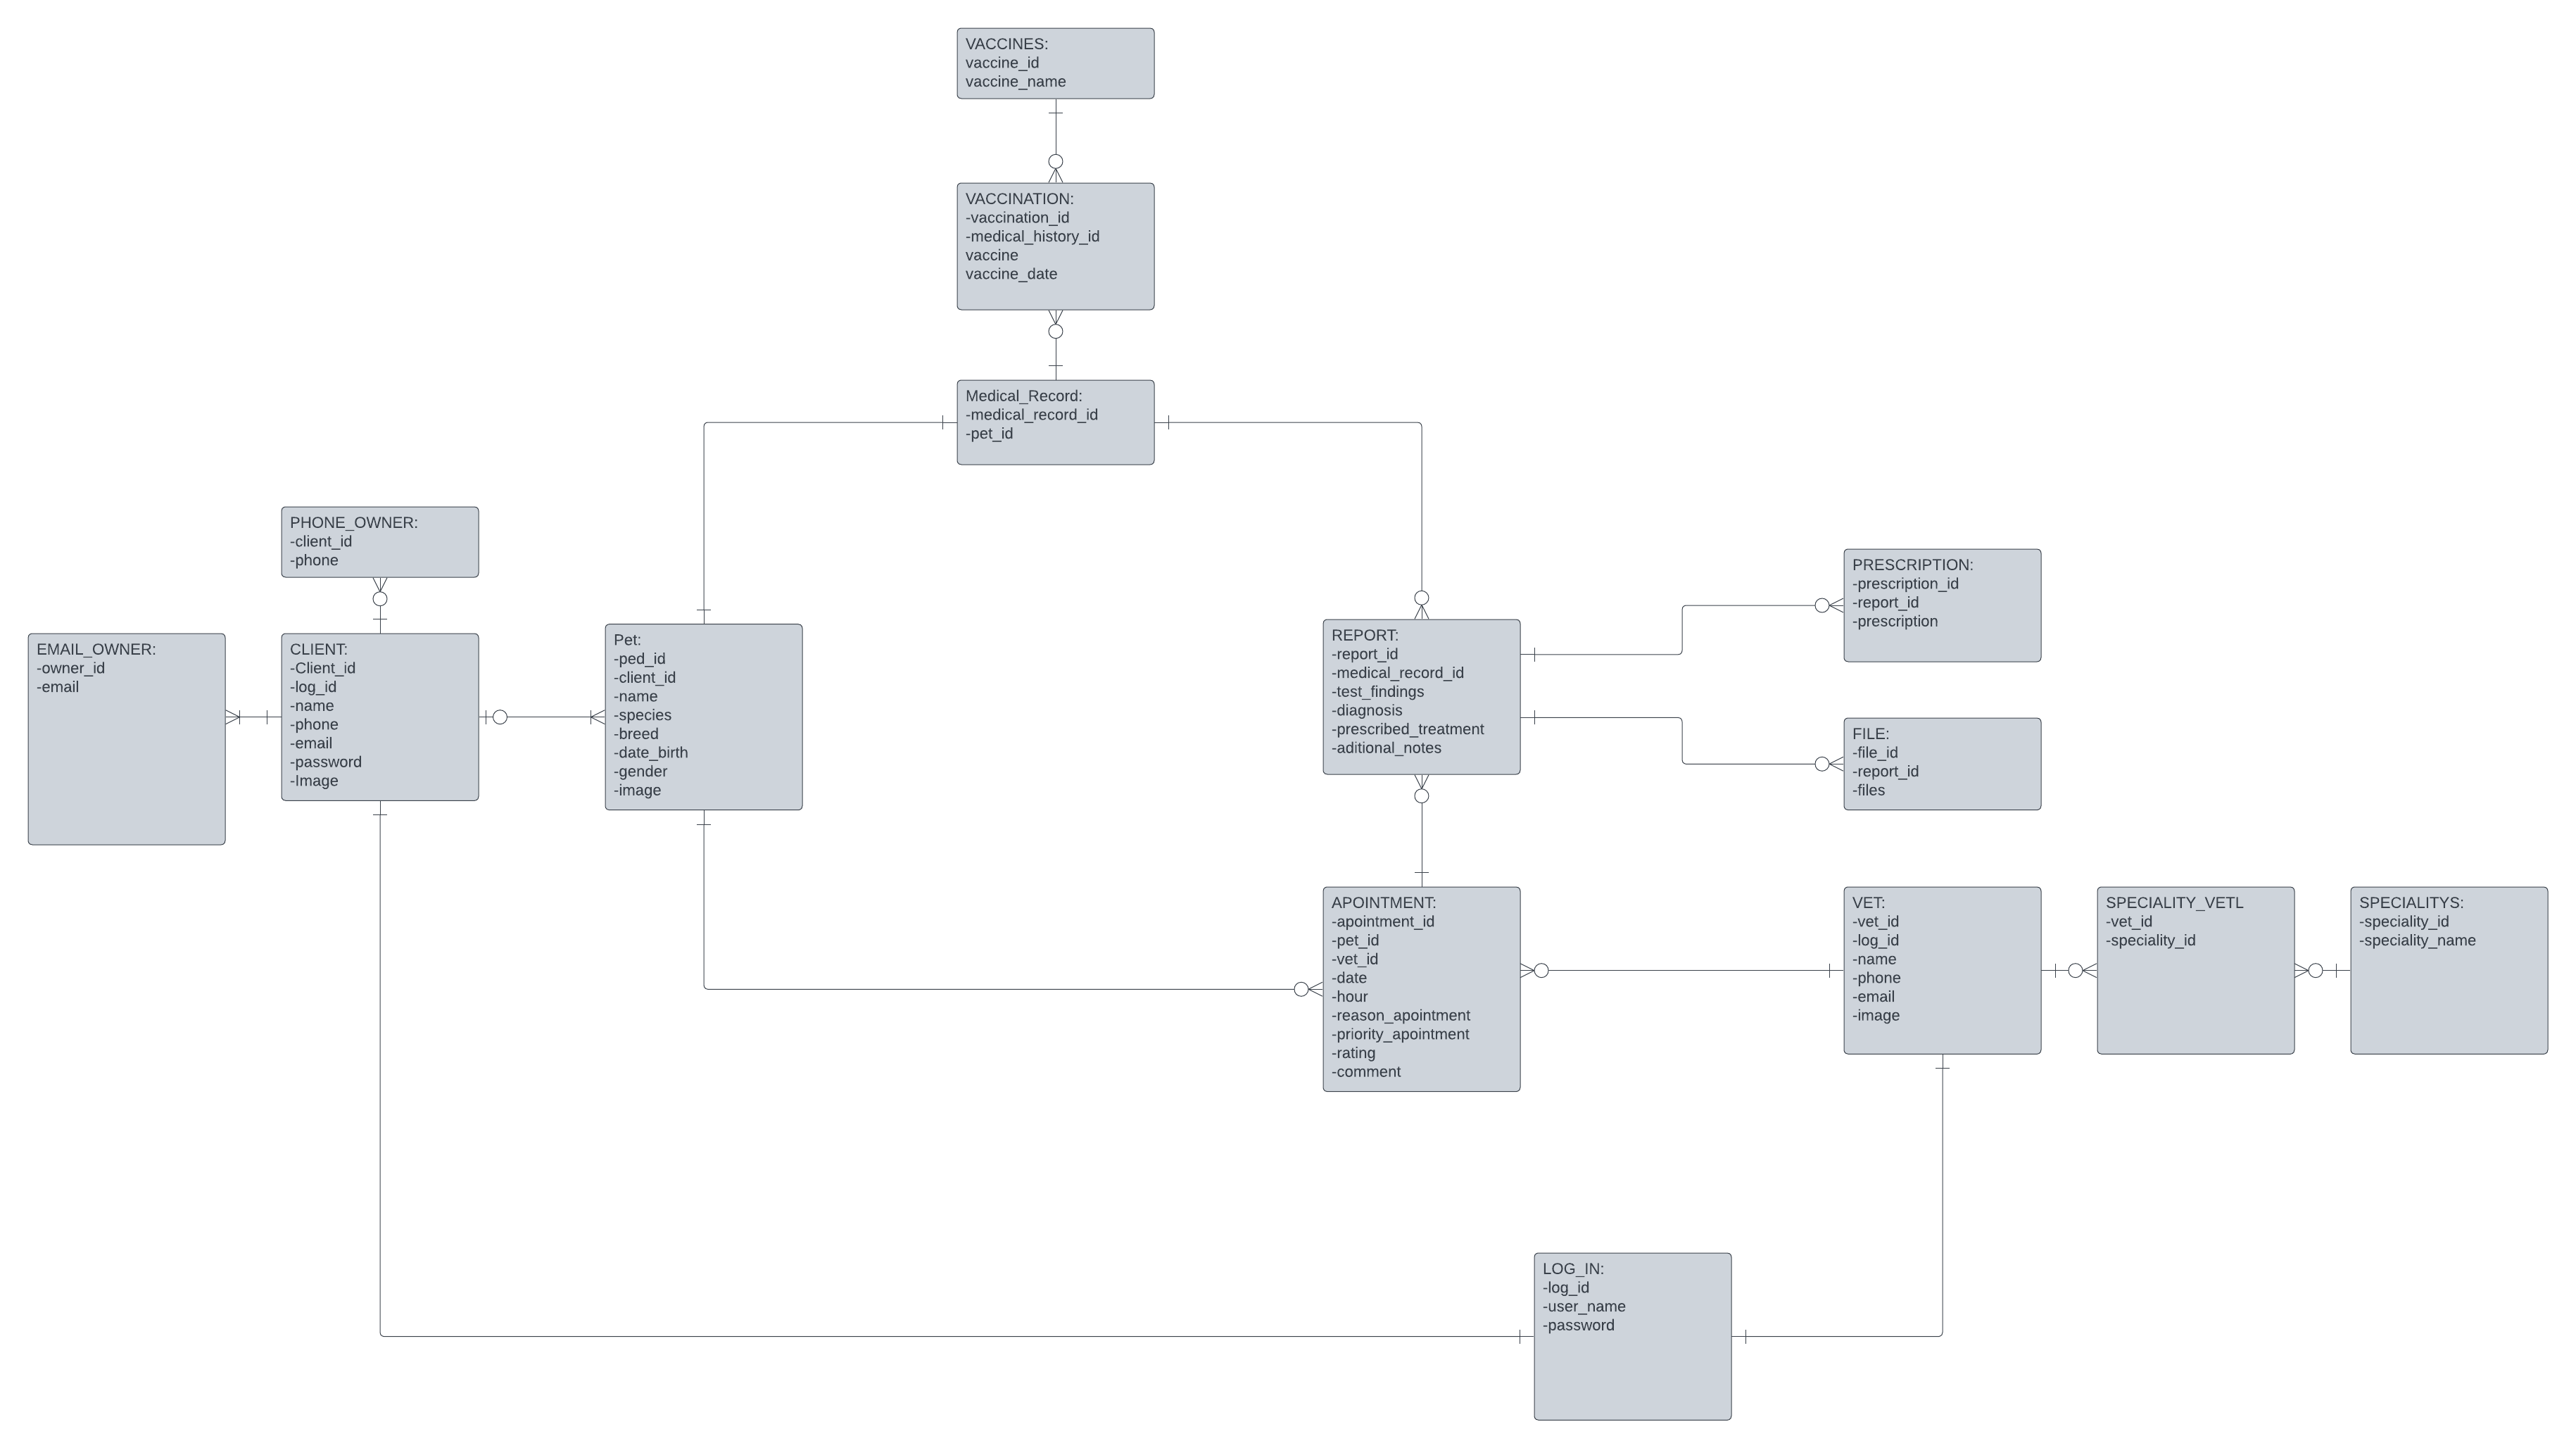 VACCINES:
vaccine_id
vaccine_name
VACCINATION:
-vaccination_id
-medical_history_id
vaccine
vaccine_date
Medical_Record:
-medical_record_id
-pet_id
PHONE_OWNER:
-client_id
-phone
EMAIL_OWNER:
-owner_id
-email
CLIENT:
-Client_id
-log_id
-name
-phone
-email
-password
-Image
Pet:
-ped_id
-client_id
-name
-species
-breed
-date_birth
-gender
-image
REPORT:
-report_id
-medical_record_id
-test_findings
-diagnosis
-prescribed_treatment
-aditional_notes
PRESCRIPTION:
-prescription_id
-report_id
-prescription
FILE:
-file_id
-report_id
-files
APOINTMENT:
-apointment_id
-pet_id
-vet_id
-date
-hour
-reason_apointment
-priority_apointment
-rating
-comment
VET:
-vet_id
-log_id
-name
-phone
-email
-image
SPECIALITY_VETL
-vet_id
-speciality_id
SPECIALITYS:
-speciality_id
-speciality_name
LOG_IN:
-log_id
-user_name
-password